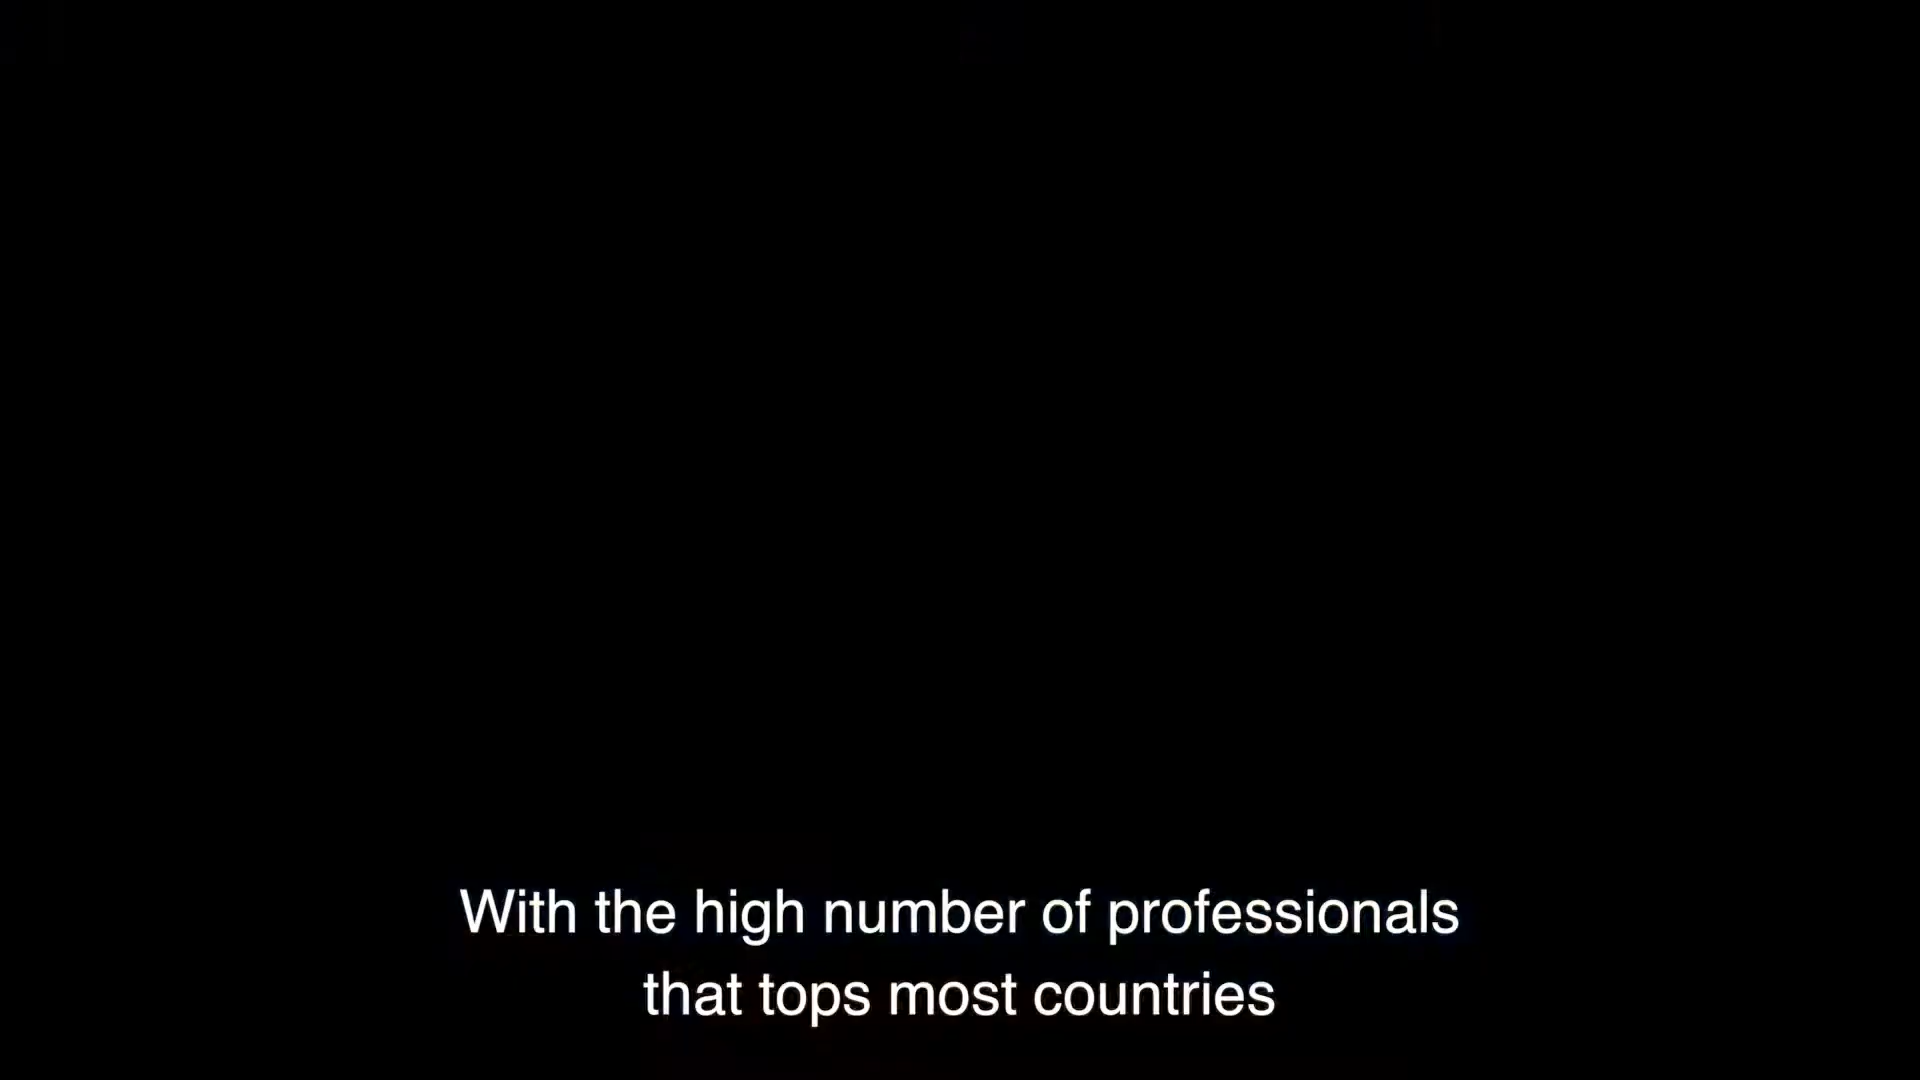 With the high number of professionals
that tops most countries